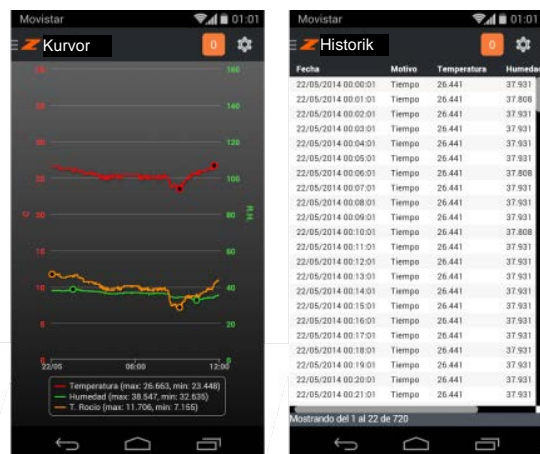 Movistar 01:01
Kurvor 0
40 160
35 140
30 120
25 100
C 20 80 R.H.
15 60
10 40
5 20
0 0
22/05 06:00 12:00
Temperatura (max: 26.663, min: 23.448)
Humedad (max: 38.547, min: 32.635)
T. Rocio (max: 11.706, min: 7.155)
Movistar 01:01
Historik 0
Fecha Motivo Temperatura Humedad
22/05/2014 00:00:01 Tiempo 26.441 37.931
22/05/2014 00:01:01 Tiempo 26.441 37.808
22/05/2014 00:02:01 Tiempo 26.441 37.931
22/05/2014 00:03:01 Tiempo 26.441 37.931
22/05/2014 00:04:01 Tiempo 26.441 37.931
22/05/2014 00:05:01 Tiempo 26.441 37.931
22/05/2014 00:06:01 Tiempo 26.441 37.808
22/05/2014 00:07:01 Tiempo 26.441 37.931
22/05/2014 00:08:01 Tiempo 26.441 37.931
22/05/2014 00:09:01 Tiempo 26.441 37.931
22/05/2014 00:10:01 Tiempo 26.441 37.808
22/05/2014 00:11:01 Tiempo 26.441 37.931
22/05/2014 00:12:01 Tiempo 26.441 37.931
22/05/2014 00:13:01 Tiempo 26.441 37.931
22/05/2014 00:14:01 Tiempo 26.441 37.931
22/05/2014 00:15:01 Tiempo 26.441 37.931
22/05/2014 00:16:01 Tiempo 26.441 37.931
22/05/2014 00:17:01 Tiempo 26.441 37.931
22/05/2014 00:18:01 Tiempo 26.441 37.931
22/05/2014 00:19:01 Tiempo 26.441 37.931
22/05/2014 00:20:01 Tiempo 26.441 37.931
22/05/2014 00:21:01 Tiempo 26.441 37.931
Mostrando del 1 al 22 de 720